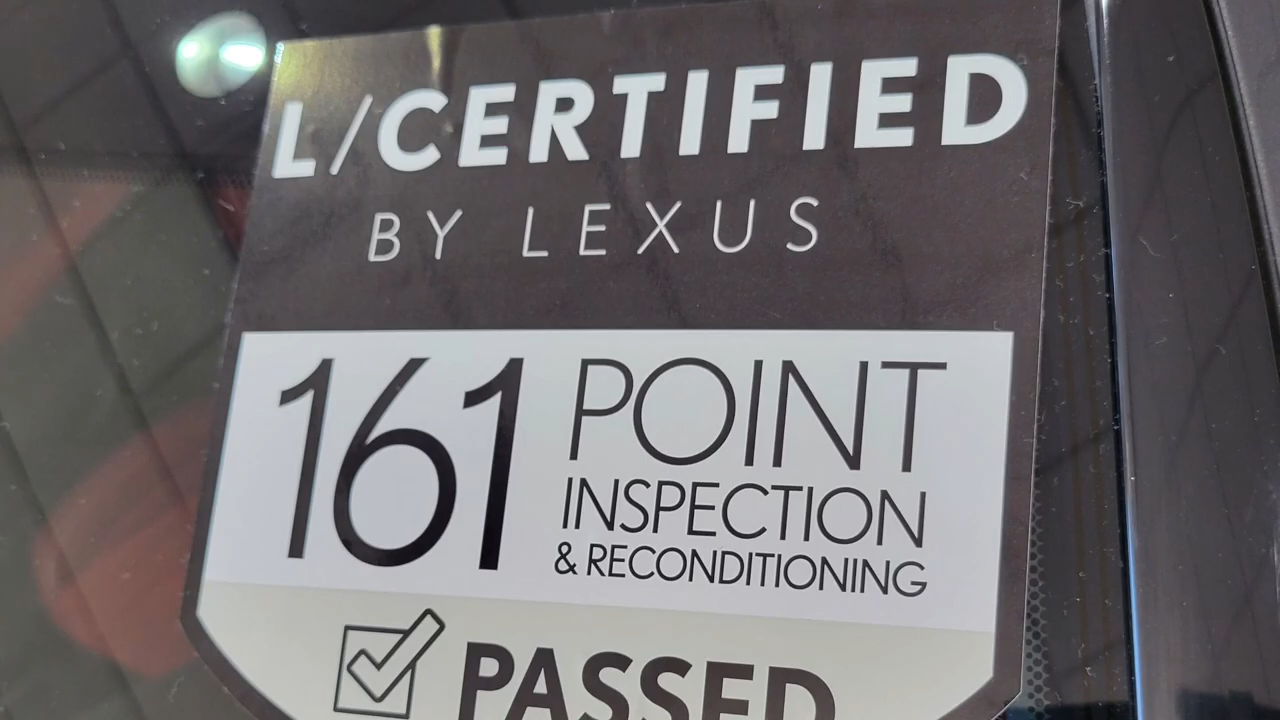 L/CERTIFIED
BY LEXUS
161 POINT
INSPECTION
& RECONDITIONING
PASSED